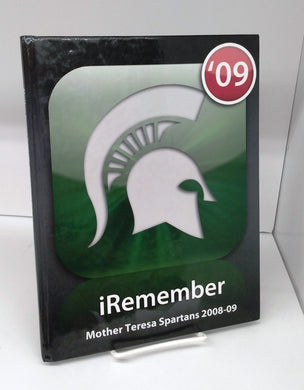 ‘09
iRemember
Mother Teresa Spartans 2008-09